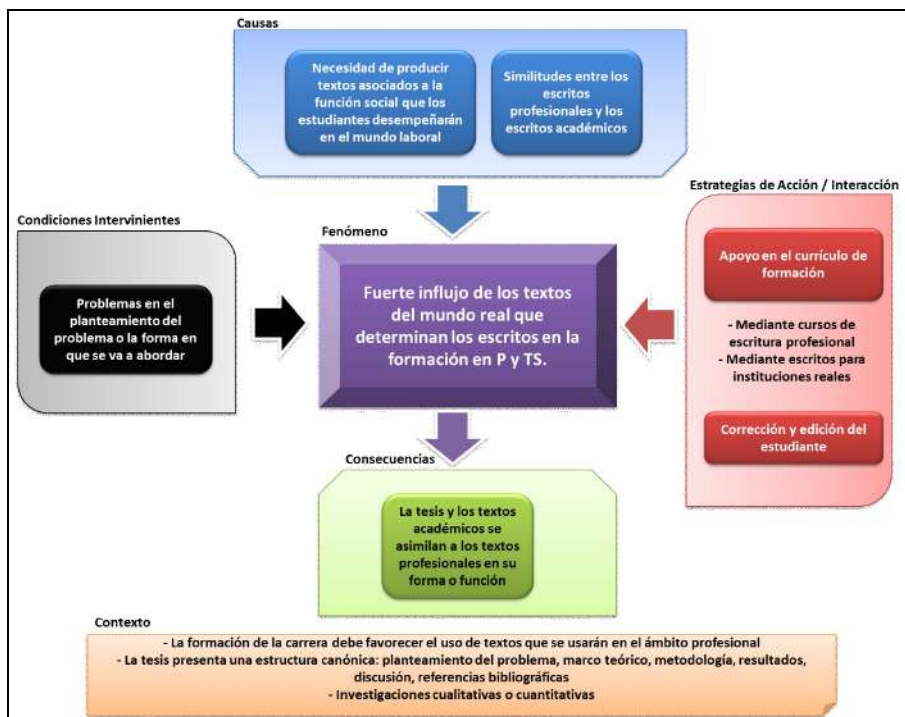 Causas
Necesidad de producir
textos asociados a la
función social que los
estudiantes desempeñarán
en el mundo laboral
Similitudes entre los
escritos
profesionales y los
escritos académicos
Condiciones Intervinientes
Problemas en el
planteamiento del
problema o la forma en
que se va a abordar
Fenómeno
Fuerte influjo de los textos
del mundo real que
determinan los escritos en la
formación en P y TS.
Estrategias de Acción / Interacción
Apoyo en el currículo de
formación
- Mediante cursos de
escritura profesional
- Mediante escritos para
instituciones reales
Corrección y edición del
estudiante
Consecuencias
La tesis y los textos
académicos se
asimilan a los textos
profesionales en su
forma o función
Contexto
- La formación de la carrera debe favorecer el uso de textos que se usarán en el ámbito profesional
- La tesis presenta una estructura canónica: planteamiento del problema, marco teórico, metodología, resultados,
discusión, referencias bibliográficas
- Investigaciones cualitativas o cuantitativas